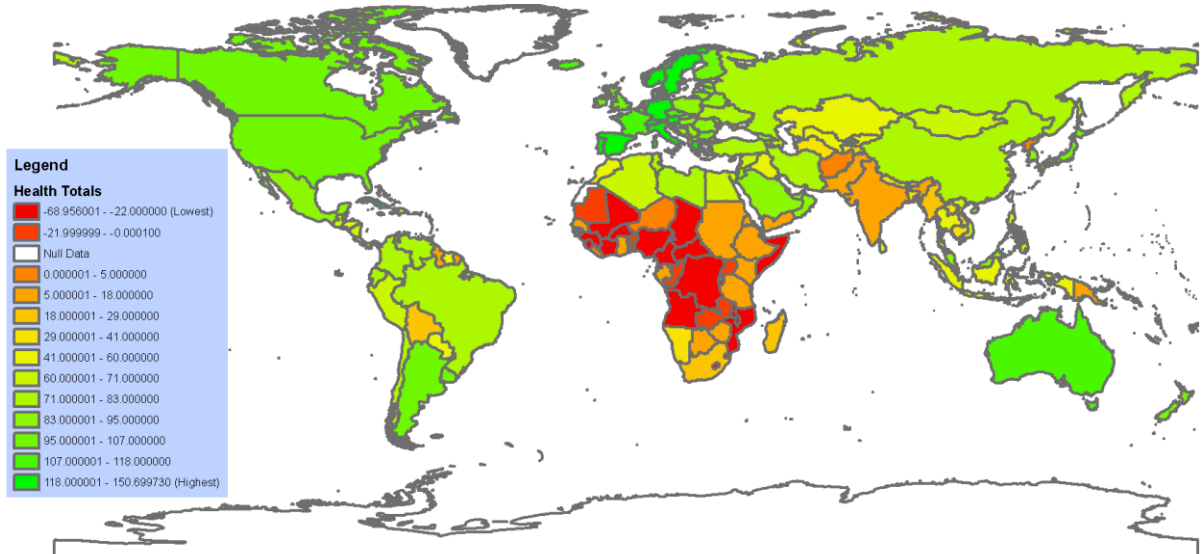 Legend
Health Totals
-68.956001 - -22.000000 (Lowest)
-21.999999 - -0.000100
Null Data
0.000001 - 5.000000
5.000001 - 18.000000
18.000001 - 29.000000
29.000001 - 41.000000
41.000001 - 60.000000
60.000001 - 71.000000
71.000001 - 83.000000
83.000001 - 95.000000
95.000001 - 107.000000
107.000001 - 118.000000
118.000001 - 150.699730 (Highest)